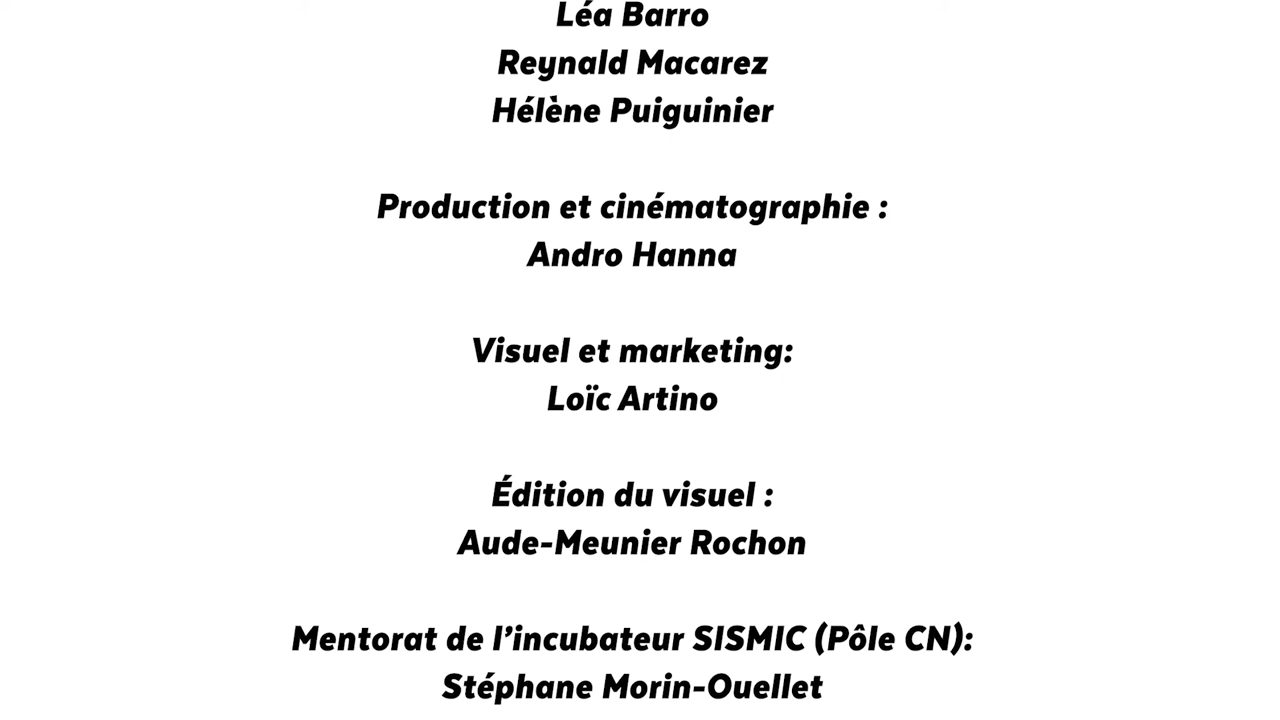 Léa Barro
Reynald Macarez
Hélène Puiguinier
Production et cinématographie :
Andro Hanna
Visuel et marketing:
Loïc Artino
Édition du visuel :
Aude-Meunier Rochon
Mentorat de l’incubateur SISMIC (Pôle CN):
Stéphane Morin-Ouellet